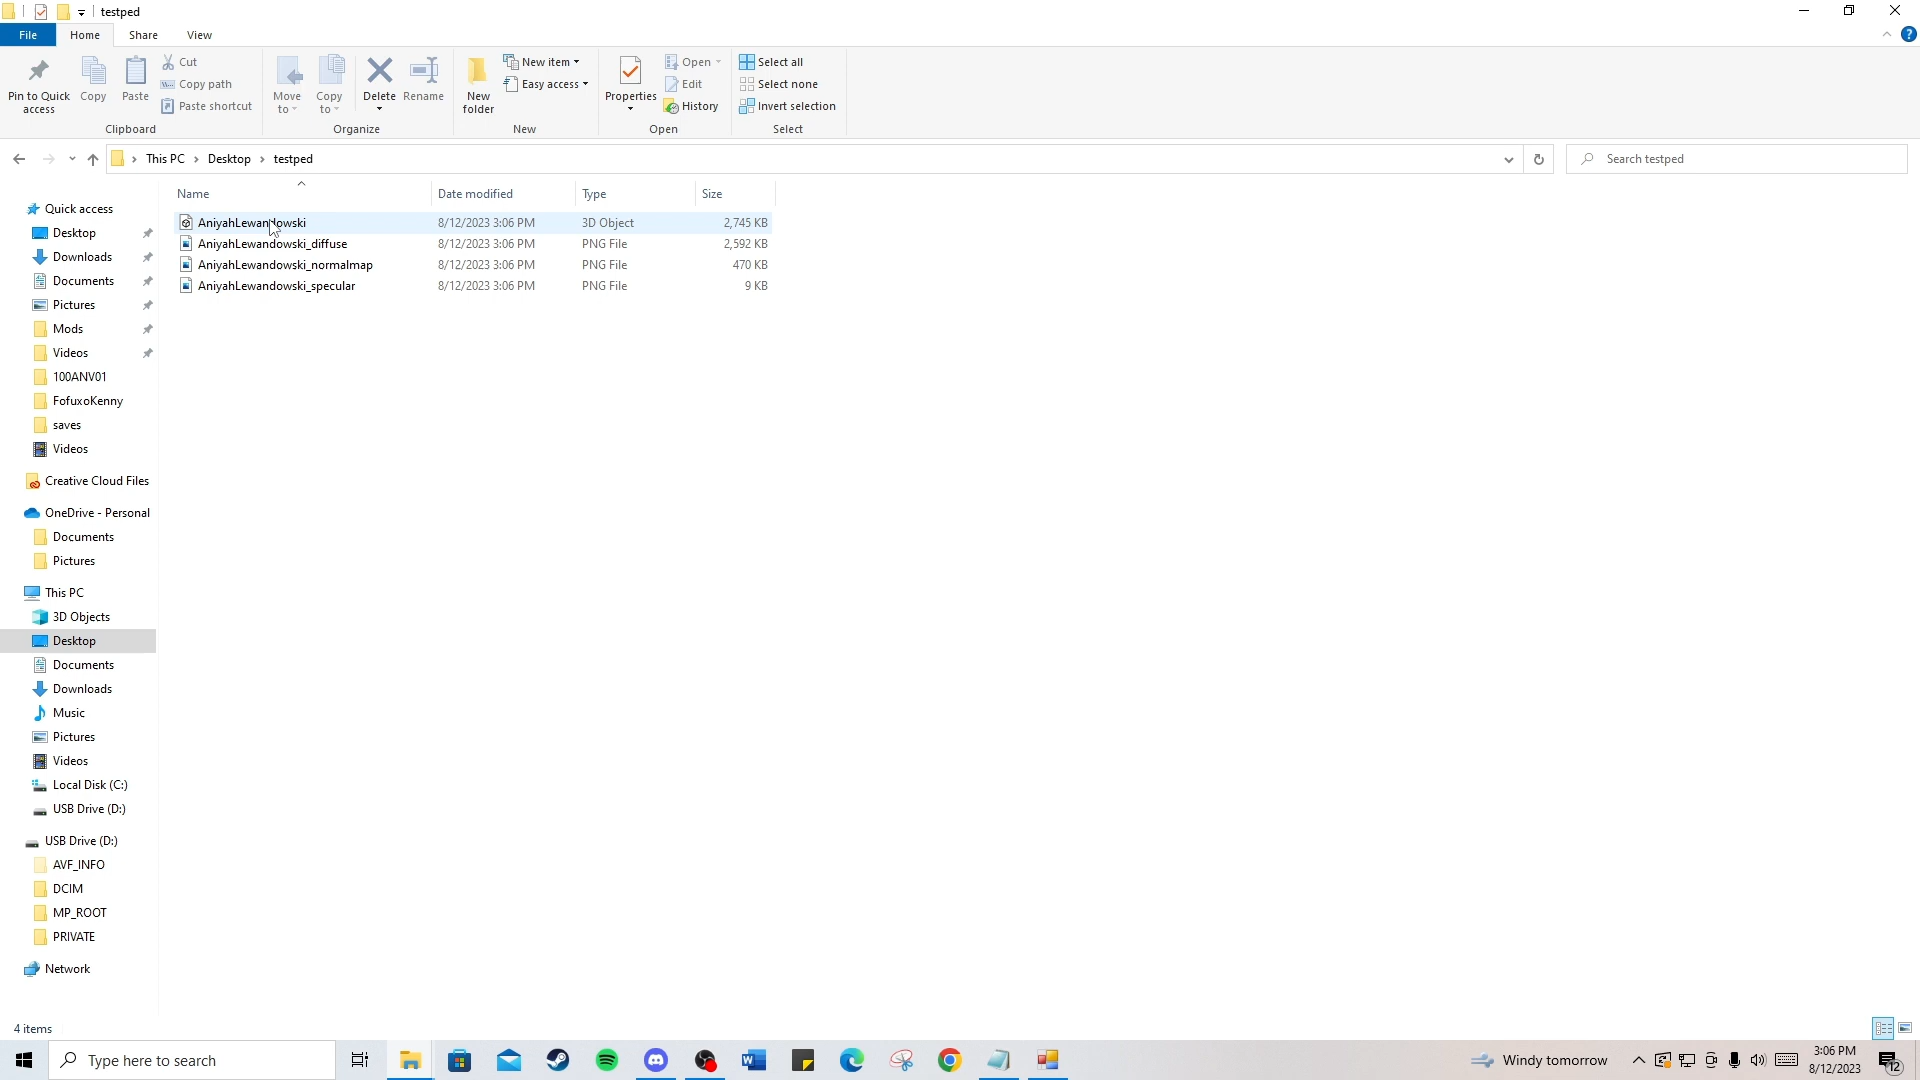 testped
File Home Share View
Pin to Quick access
Copy
Paste
Cut
Copy path
Paste shortcut
Clipboard
Move to
Copy to
Delete
Rename
Organize
New folder
New item
Easy access
New
Properties
Open
Edit
History
Open
Select all
Select none
Invert selection
Select
This PC > Desktop > testped
Search testped
Name Date modified Type Size
AniyahLewandowski 8/12/2023 3:06 PM 3D Object 2,745 KB
AniyahLewandowski_diffuse 8/12/2023 3:06 PM PNG File 2,592 KB
AniyahLewandowski_normalmap 8/12/2023 3:06 PM PNG File 470 KB
AniyahLewandowski_specular 8/12/2023 3:06 PM PNG File 9 KB
Quick access
Desktop
Downloads
Documents
Pictures
Mods
Videos
100ANV01
FofuxoKenny
saves
Videos
Creative Cloud Files
OneDrive - Personal
Documents
Pictures
This PC
3D Objects
Desktop
Documents
Downloads
Music
Pictures
Videos
Local Disk (C:)
USB Drive (D:)
USB Drive (D:)
AVF_INFO
DCIM
MP_ROOT
PRIVATE
Network
4 items
Type here to search
Windy tomorrow
3:06 PM
8/12/2023
12